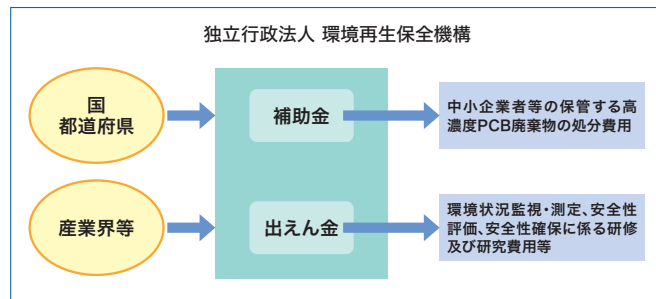 独立行政法人 環境再生保全機構
国
都道府県
補助金
中小企業者等の保管する高
濃度PCB廃棄物の処分費用
産業界等
出えん金
環境状況監視・測定、安全性
評価、安全性確保に係る研修
及び研究費用等